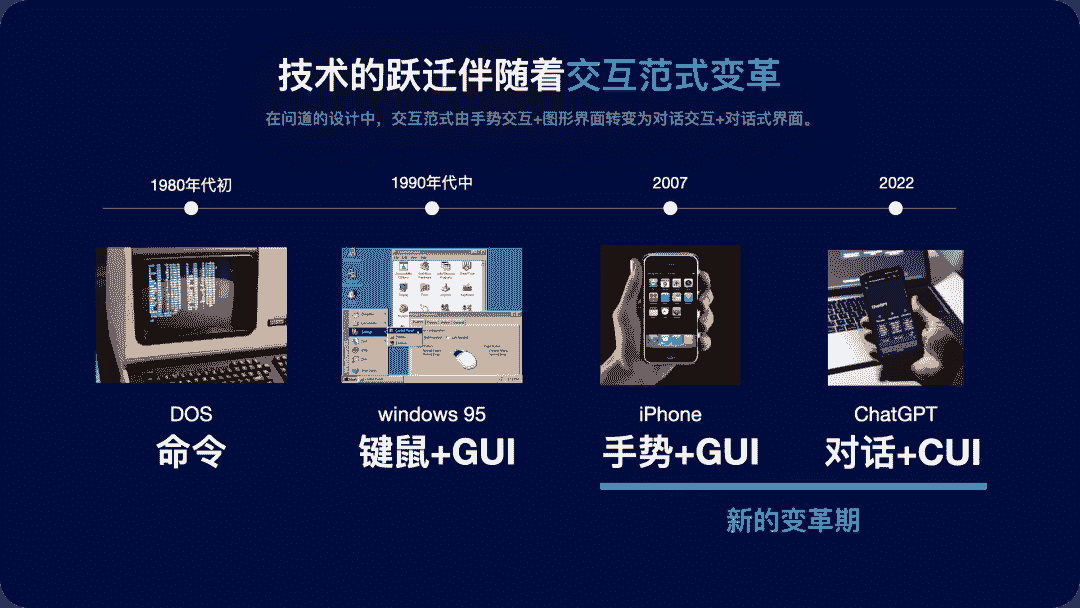 技术的跃迁伴随着交互范式变革
在问道的设计中，交互范式由手势交互+图形界面转变为对话交互+对话式界面。
1980年代初
1990年代中
2007
2022
DOS
windows 95
iPhone
ChatGPT
命令
键鼠+GUI
手势+GUI
对话+CUI
新的变革期